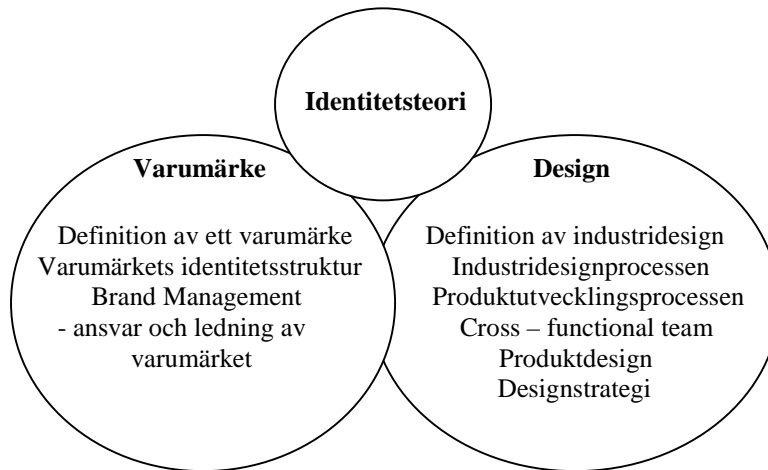 Identitetsteori
Varumärke
Definition av ett varumärke
Varumärkets identitetsstruktur
Brand Management
- ansvar och ledning av
varumärket
Design
Definition av industridesign
Industridesignprocessen
Produktutvecklingsprocessen
Cross – functional team
Produktdesign
Designstrategi